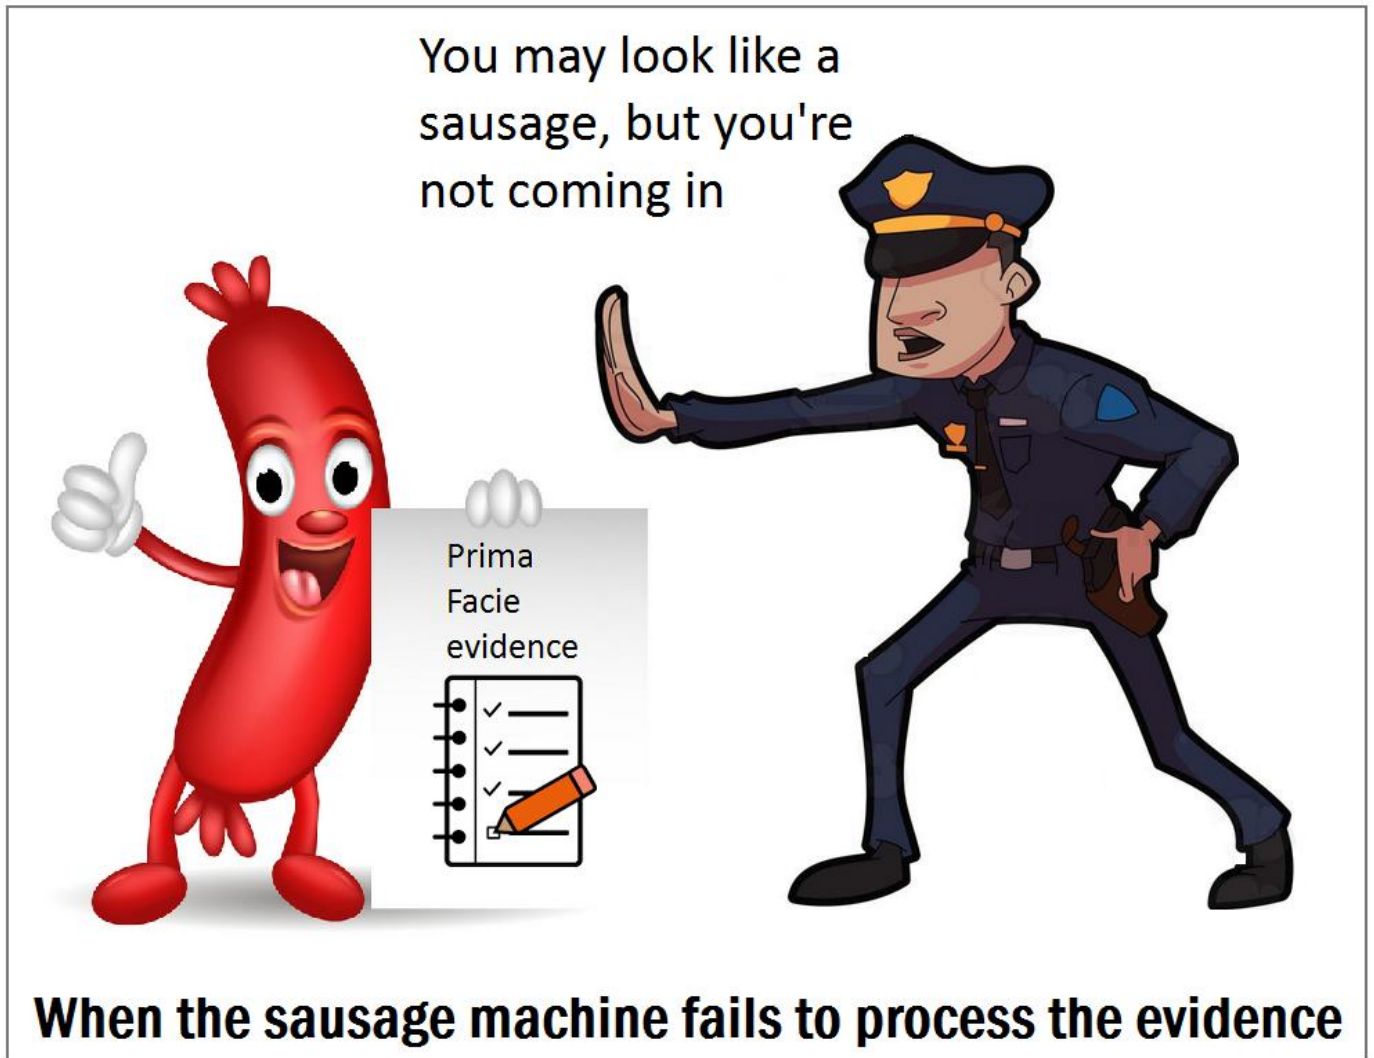 You may look like a
sausage, but you're
not coming in
Prima
Facie
evidence
When the sausage machine fails to process the evidence